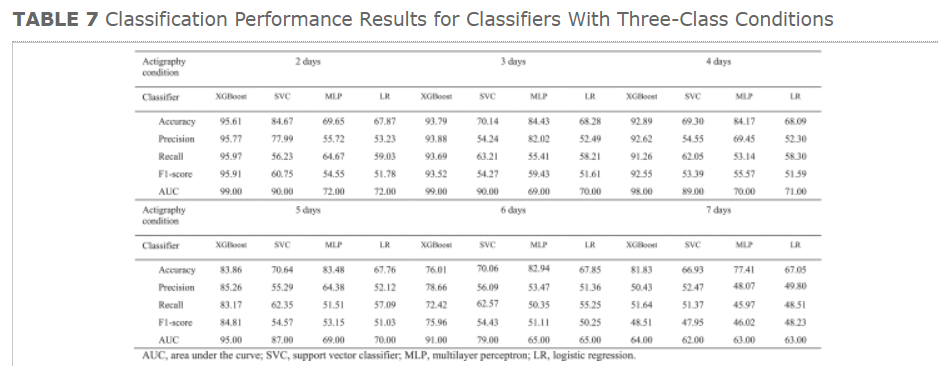 TABLE 7 Classification Performance Results for Classifiers With Three-Class Conditions
Actigraphy condition 2 days 3 days 4 days
Classifier XGBoost SVC MLP LR XGBoost SVC MLP LR XGBoost SVC MLP LR
Accuracy 95.61 84.67 69.65 67.87 93.79 70.14 84.43 68.28 92.89 69.30 84.17 68.09
Precision 95.77 77.99 55.72 53.23 93.88 54.24 82.02 52.49 92.62 54.55 69.45 52.30
Recall 95.97 56.23 64.67 59.03 93.69 63.21 55.41 58.21 91.26 62.05 53.14 58.30
F1-score 95.91 60.75 54.55 51.78 93.52 54.27 59.43 51.61 92.55 53.39 55.57 51.59
AUC 99.00 90.00 72.00 72.00 99.00 90.00 69.00 70.00 98.00 89.00 70.00 71.00
Actigraphy condition 5 days 6 days 7 days
Classifier XGBoost SVC MLP LR XGBoost SVC MLP LR XGBoost SVC MLP LR
Accuracy 83.86 70.64 83.48 67.76 76.01 70.06 82.94 67.85 81.83 66.93 77.41 67.05
Precision 85.26 55.29 64.38 52.12 78.66 56.09 53.47 51.36 50.43 52.47 48.07 49.80
Recall 83.17 62.35 51.51 57.09 72.42 62.57 50.35 55.25 51.64 51.37 45.97 48.51
F1-score 84.81 54.57 53.15 51.03 75.96 54.43 51.11 50.25 48.51 47.95 46.02 48.23
AUC 95.00 87.00 69.00 70.00 91.00 79.00 65.00 65.00 64.00 62.00 63.00 63.00
AUC, area under the curve; SVC, support vector classifier; MLP, multilayer perceptron; LR, logistic regression.